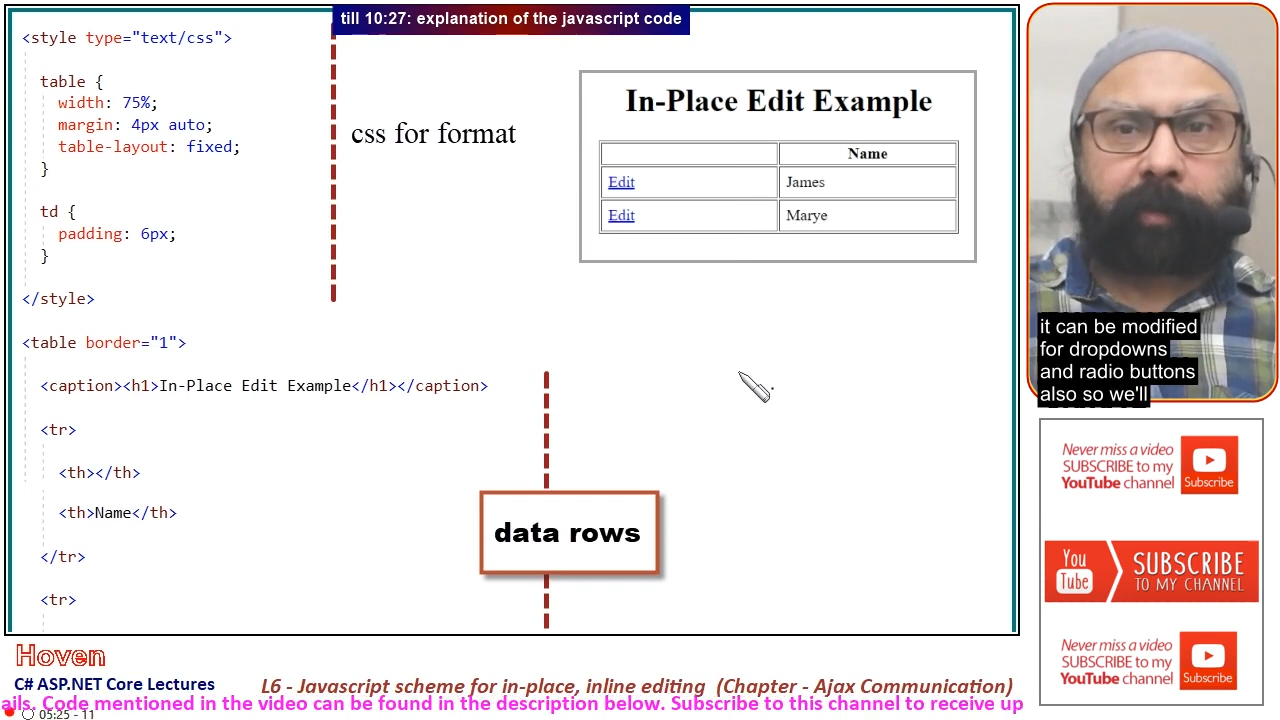 till 10:27: explanation of the javascript code
<style type="text/css">
table {
width: 75%;
margin: 4px auto;
table-layout: fixed;
}
td {
padding: 6px;
}
</style>
css for format
In-Place Edit Example
Name
Edit James
Edit Marye
<table border="1">
<caption><h1>In-Place Edit Example</h1></caption>
<tr>
<th></th>
<th>Name</th>
</tr>
<tr>
data rows
it can be modified
for dropdowns
and radio buttons
also so we'll
Never miss a video
SUBSCRIBE to my
YouTube channel
Subscribe
You
Tube
SUBSCRIBE
TO MY CHANNEL
Never miss a video
SUBSCRIBE to my
YouTube channel
Subscribe
Hoven
C# ASP.NET Core Lectures
L6 - Javascript scheme for in-place, inline editing (Chapter - Ajax Communication)
ails. Code mentioned in the video can be found in the description below. Subscribe to this channel to receive up
05:25 - 11